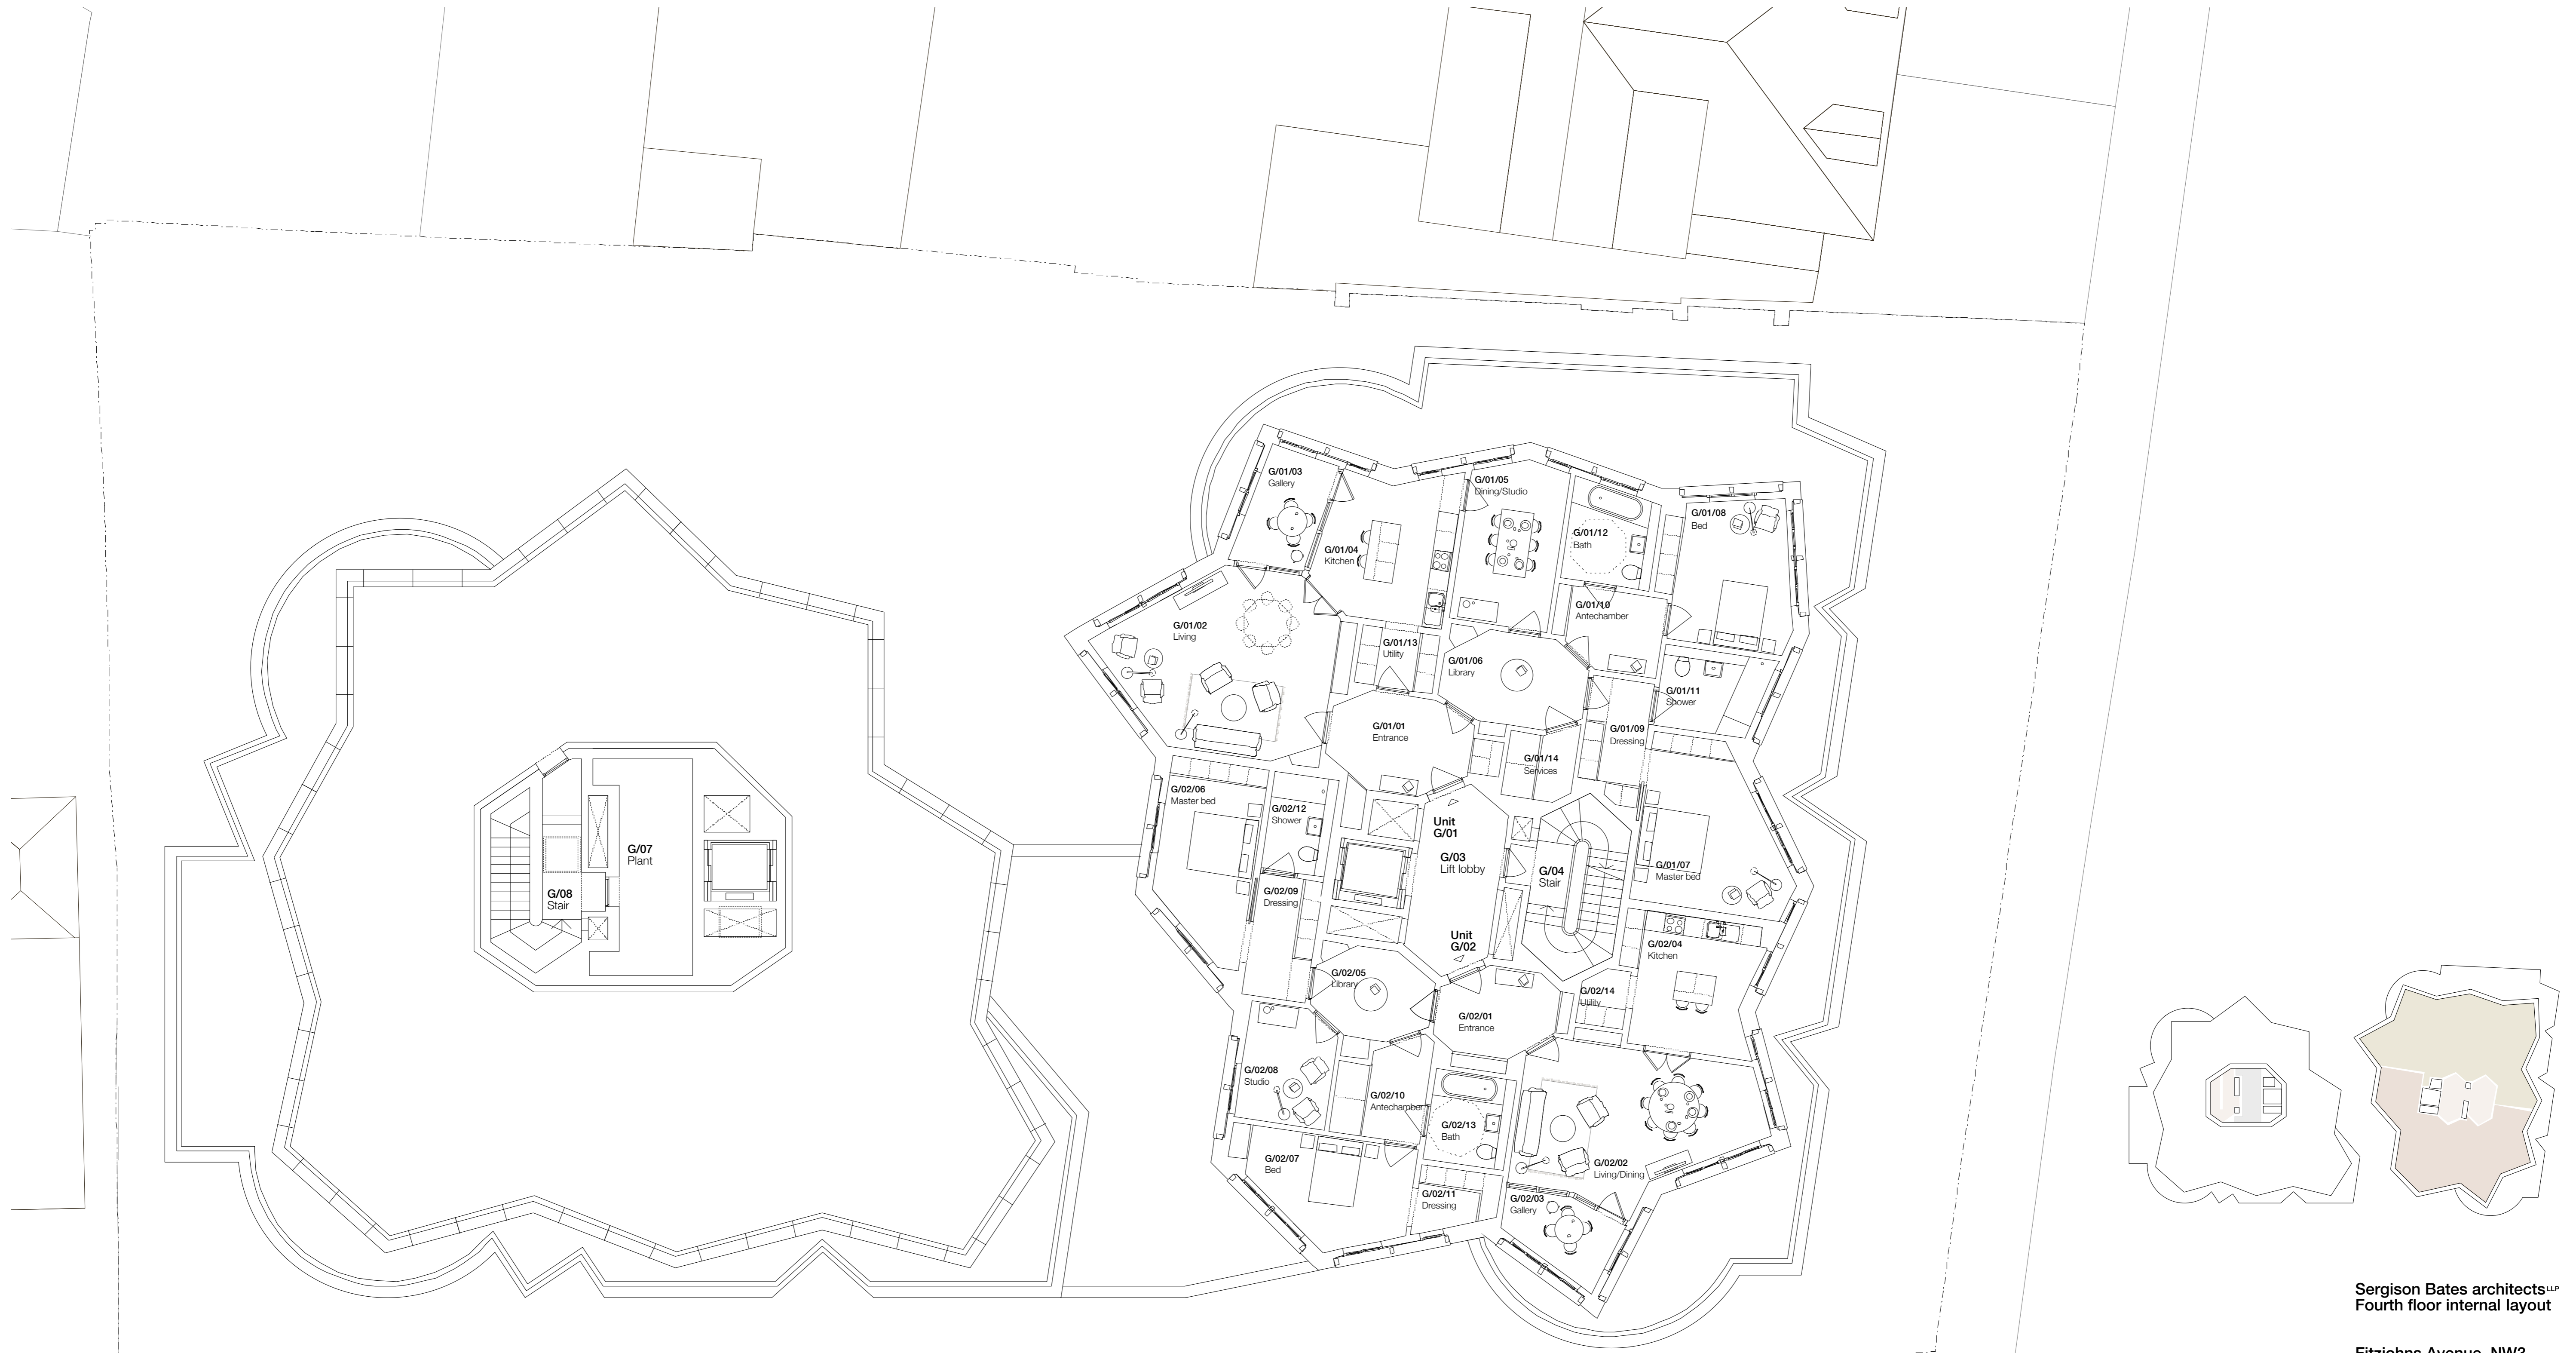 G/01/03
Gallery
G/01/05
Dining/Studio
G/01/08
Bed
G/01/12
Bath
G/01/04
Kitchen
G/01/10
Antechamber
G/01/02
Living
G/01/13
Utility
G/01/06
Library
G/01/11
Shower
G/01/01
Entrance
G/01/09
Dressing
G/01/14
Services
G/02/06
Master bed
G/02/12
Shower
Unit
G/01
G/03
Lift lobby
G/04
Stair
G/01/07
Master bed
G/07
Plant
G/08
Stair
G/02/09
Dressing
Unit
G/02
G/02/04
Kitchen
G/02/05
Library
G/02/14
Utility
G/02/01
Entrance
G/02/08
Studio
G/02/10
Antechamber
G/02/13
Bath
G/02/07
Bed
G/02/02
Living/Dining
G/02/11
Dressing
G/02/03
Gallery
Sergison Bates architects LLP
Fourth floor internal layout
Fitzjohns Avenue, NW3